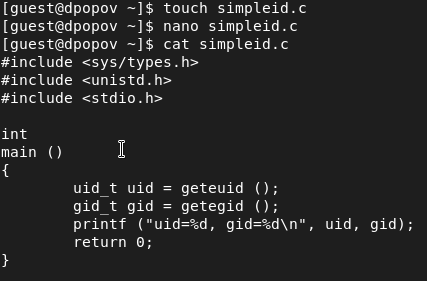 [guest@dpopov ~]$ touch simpleid.c
[guest@dpopov ~]$ nano simpleid.c
[guest@dpopov ~]$ cat simpleid.c
#include <sys/types.h>
#include <unistd.h>
#include <stdio.h>

int
main ()
{
        uid_t uid = geteuid ();
        gid_t gid = getegid ();
        printf ("uid=%d, gid=%d\n", uid, gid);
        return 0;
}